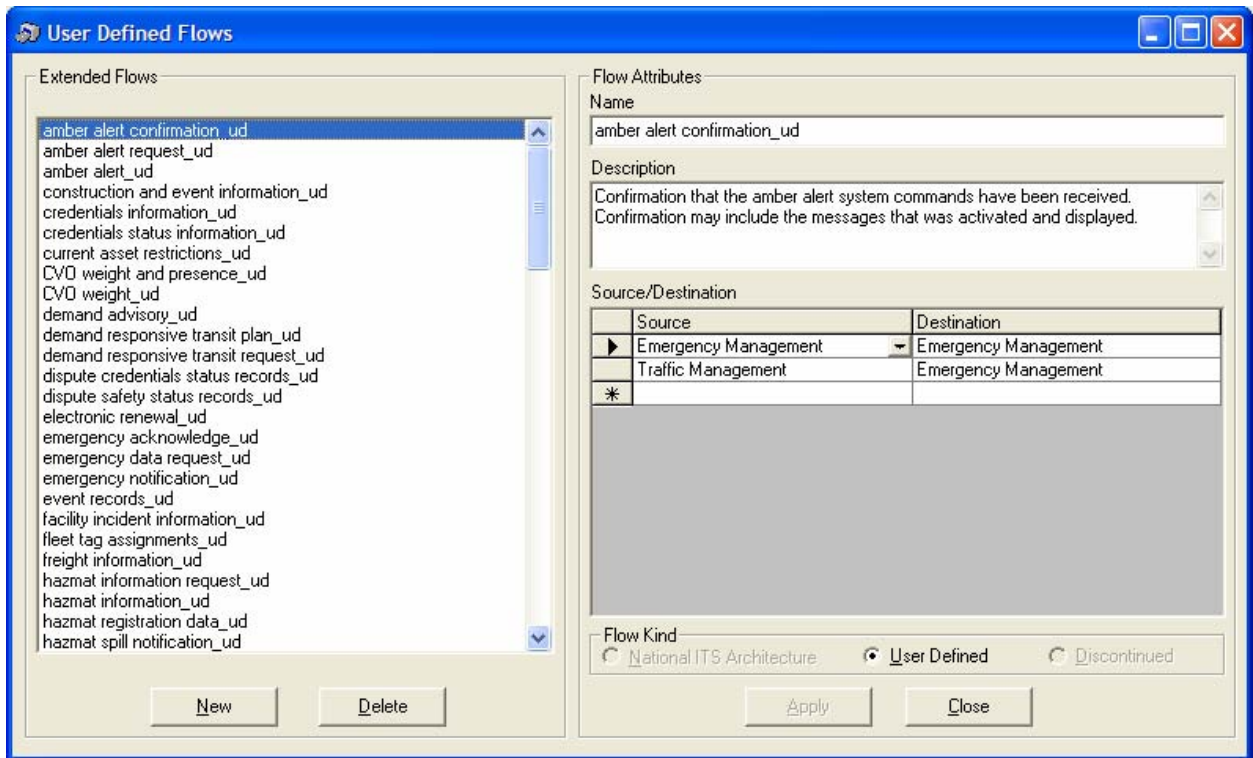 User Defined Flows
Extended Flows
amber alert confirmation_ud
amber alert request_ud
amber alert_ud
construction and event information_ud
credentials information_ud
credentials status information_ud
current asset restrictions_ud
CVO weight and presence_ud
CVO weight_ud
demand advisory_ud
demand responsive transit plan_ud
demand responsive transit request_ud
dispute credentials status records_ud
dispute safety status records_ud
electronic renewal_ud
emergency acknowledge_ud
emergency data request_ud
emergency notification_ud
event records_ud
facility incident information_ud
fleet tag assignments_ud
freight information_ud
hazmat information request_ud
hazmat information_ud
hazmat registration data_ud
hazmat spill notification_ud
New Delete
Flow Attributes
Name
amber alert confirmation_ud
Description
Confirmation that the amber alert system commands have been received.
Confirmation may include the messages that was activated and displayed.
Source/Destination
Source Destination
Emergency Management Emergency Management
Traffic Management Emergency Management
Flow Kind
National ITS Architecture User Defined Discontinued
Apply Close